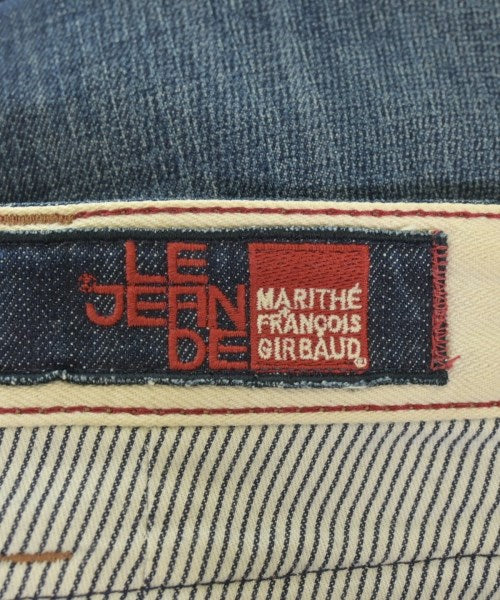 LE
JEAN
DE
MARITHÉ
+ FRANÇOIS
GIRBAUD®